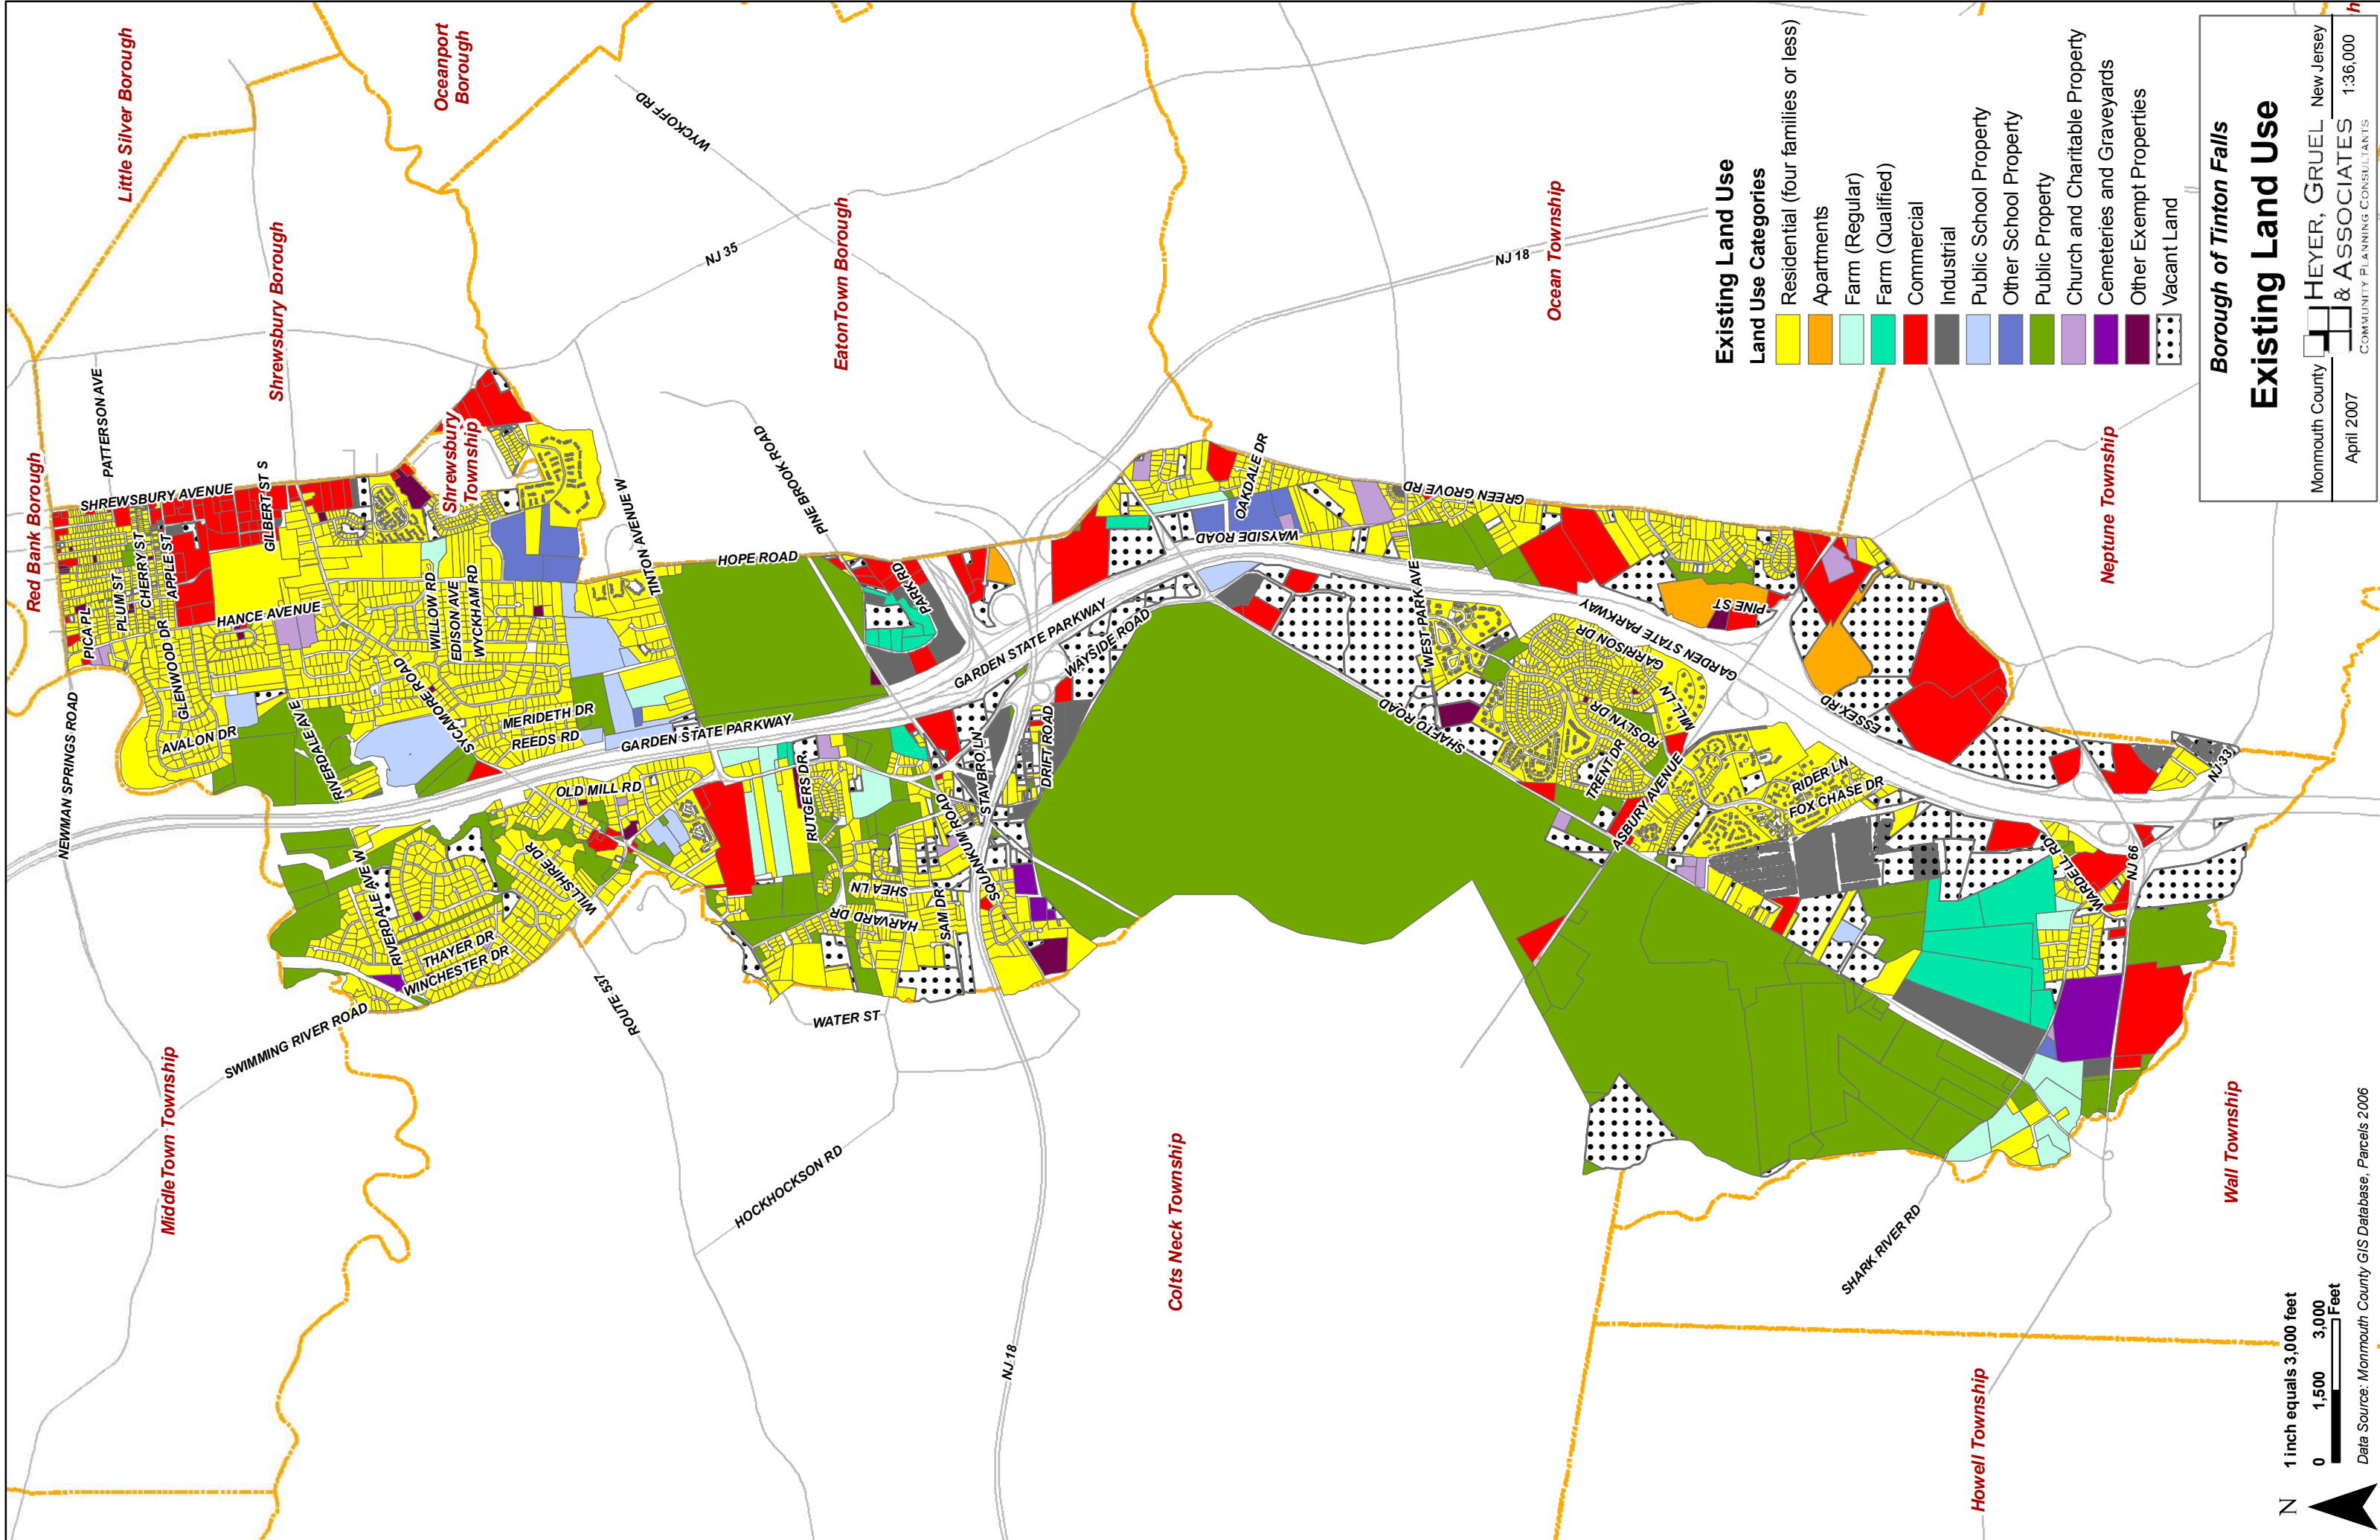 Red Bank Borough
Little Silver Borough
Oceanport
Borough
Shrewsbury Borough
Shrewsbury
Township
EatonTown Borough
Ocean Township
Neptune Township
MiddleTown Township
Colts Neck Township
Howell Township
Wall Township
NEWMAN SPRINGS ROAD
PATTERSON AVE
SHREWSBURY AVENUE
GILBERT ST S
PICA PL
PLUM ST
CHERRY ST
APPLE ST
HANCE AVENUE
GLENWOOD DR
AVALON DR
RIVERDALE AVE
SYCAMORE ROAD
WILLOW RD
EDISON AVE
WYCKHAM RD
MERIDETH DR
REEDS RD
GARDEN STATE PARKWAY
TINTON AVENUE W
HOPE ROAD
PINE BROOK ROAD
WYCKOFF RD
NJ 35
PARK RD
GARDEN STATE PARKWAY
WAYSIDE ROAD
OLD MILL RD
RIVERDALE AVE W
WILLSHIRE DR
THAYER DR
WINCHESTER DR
SWIMMING RIVER ROAD
ROUTE 537
HOCKHOCKSON RD
WATER ST
RUTGERS DR
SHEA LN
HARVARD DR
SAM DR
SQUANKUM ROAD
SQUANKUM
STAVBRO LN
DRIFT ROAD
NJ 18
NJ 18
WAYSIDE ROAD
OAKDALE DR
GREEN GROVE RD
WEST PARK AVE
SHAFTO ROAD
GARRISON DR
GARDEN STATE PARKWAY
PINE ST
ROSLYN DR
MILL LN
TRENT DR
ASBURY AVENUE
RIDER LN
FOX CHASE DR
ESSEX RD
WARDELL RD
NJ 66
NJ 33
SHARK RIVER RD
Existing Land Use
Land Use Categories
Residential (four families or less)
Apartments
Farm (Regular)
Farm (Qualified)
Commercial
Industrial
Public School Property
Other School Property
Public Property
Church and Charitable Property
Cemeteries and Graveyards
Other Exempt Properties
Vacant Land
Borough of Tinton Falls
Existing Land Use
Monmouth County
New Jersey
HEYER, GRUEL
& ASSOCIATES
COMMUNITY PLANNING CONSULTANTS
April 2007
1:36,000
N
1 inch equals 3,000 feet
0 1,500 3,000
Feet
Data Source: Monmouth County GIS Database, Parcels 2006